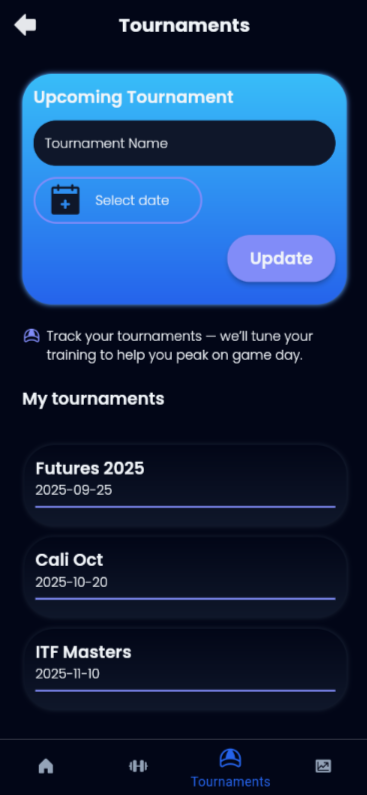 Tournaments
Upcoming Tournament
Tournament Name
Select date
Update
Track your tournaments — we’ll tune your
training to help you peak on game day.
My tournaments
Futures 2025
2025-09-25
Cali Oct
2025-10-20
ITF Masters
2025-11-10
Tournaments